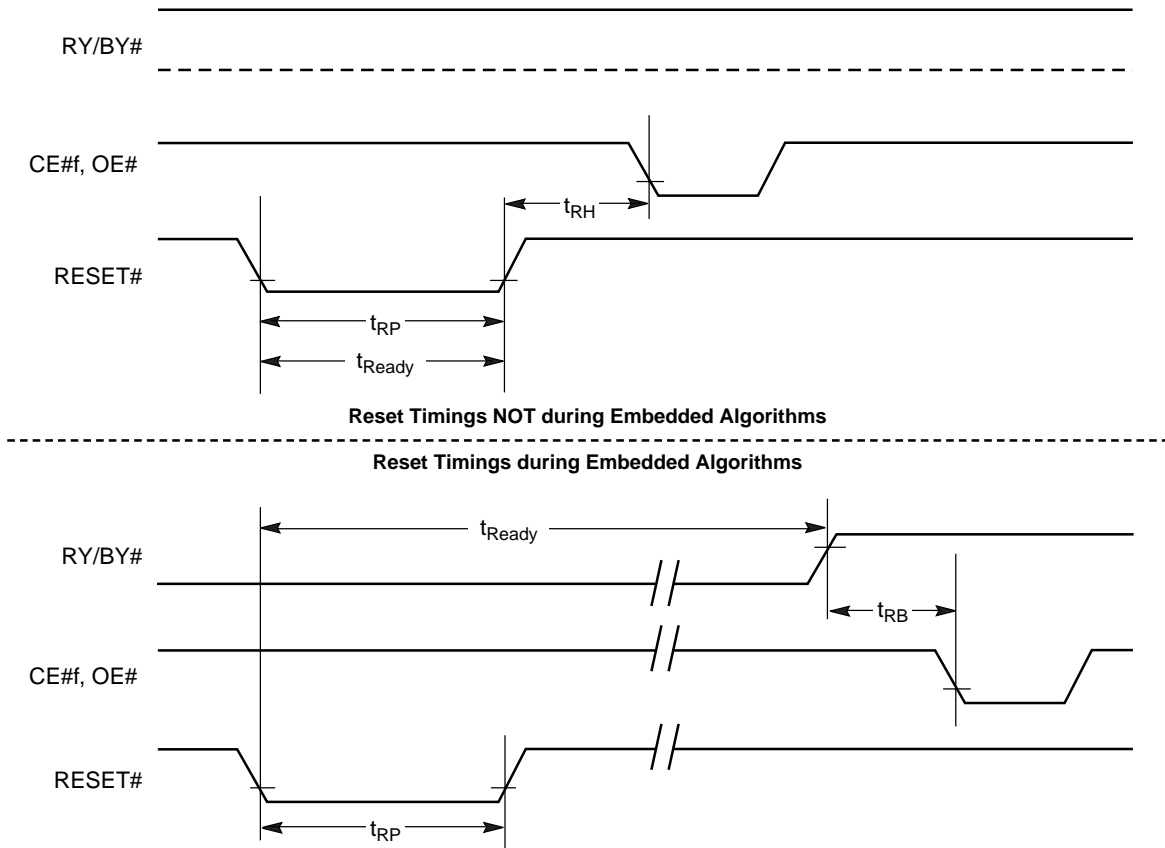 RY/BY#
CE#f, OE#
tRH
RESET#
tRP
tReady
Reset Timings NOT during Embedded Algorithms
Reset Timings during Embedded Algorithms
tReady
RY/BY#
tRB
CE#f, OE#
RESET#
tRP